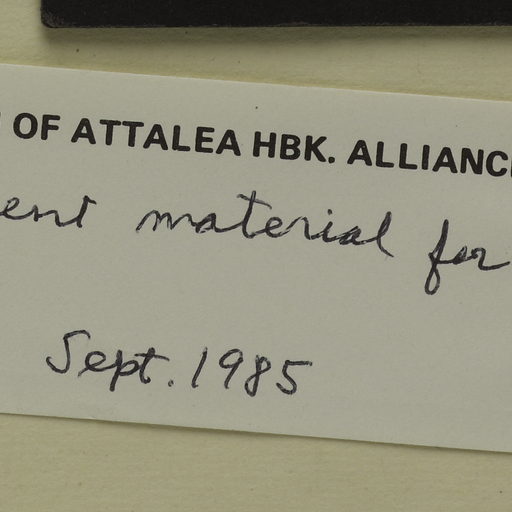 OF ATTALEA HBK. ALLIANC
ent material for
Sept. 1985